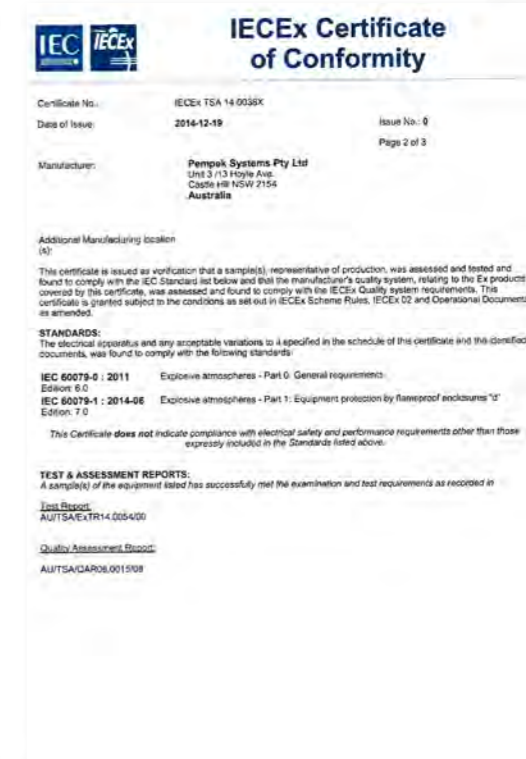 IEC
IECEx
IECEx Certificate
of Conformity
Certificate No.: IECEx TSA 14.0038X
Date of Issue: 2014-12-19 Issue No.: 0
Page 2 of 3
Manufacturer: Pempek Systems Pty Ltd
Unit 3 /13 Hoyle Ave.
Castle Hill NSW 2154
Australia
Additional Manufacturing location
(s):
This certificate is issued as verification that a sample(s), representative of production, was assessed and tested and
found to comply with the IEC Standard list below and that the manufacturer's quality system, relating to the Ex products
covered by this certificate, was assessed and found to comply with the IECEx Quality system requirements. This
certificate is granted subject to the conditions as set out in IECEx Scheme Rules, IECEx 02 and Operational Documents
as amended.
STANDARDS:
The electrical apparatus and any acceptable variations to it specified in the schedule of this certificate and the identified
documents, was found to comply with the following standards:
IEC 60079-0 : 2011 Explosive atmospheres - Part 0: General requirements
Edition: 6.0
IEC 60079-1 : 2014-06 Explosive atmospheres - Part 1: Equipment protection by flameproof enclosures "d"
Edition: 7.0
This Certificate does not indicate compliance with electrical safety and performance requirements other than those
expressly included in the Standards listed above.
TEST & ASSESSMENT REPORTS:
A sample(s) of the equipment listed has successfully met the examination and test requirements as recorded in
Test Report:
AU/TSA/ExTR14.0054/00
Quality Assessment Report:
AU/TSA/QAR06.0015/08